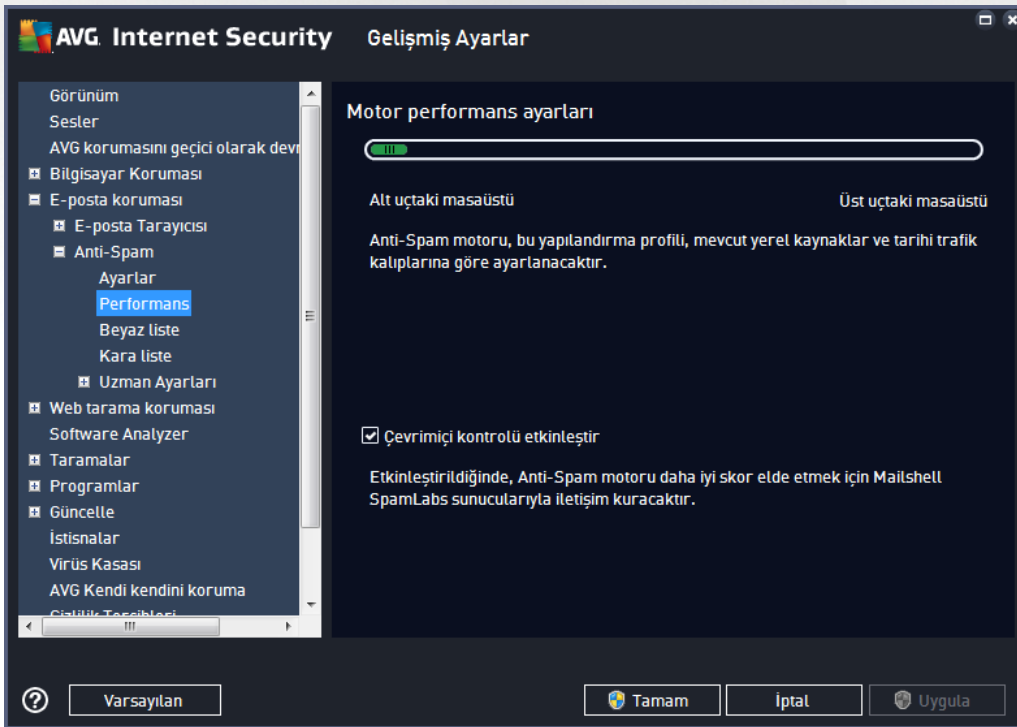 AVG Internet Security Gelişmiş Ayarlar
Görünüm
Sesler
AVG korumasını geçici olarak devr
Bilgisayar Koruması
E-posta koruması
E-posta Tarayıcısı
Anti-Spam
Ayarlar
Performans
Beyaz liste
Kara liste
Uzman Ayarları
Web tarama koruması
Software Analyzer
Taramalar
Programlar
Güncelle
İstisnalar
Virüs Kasası
AVG Kendi kendini koruma
Gizlilik Tercihleri
Motor performans ayarları
Alt uçtaki masaüstü
Üst uçtaki masaüstü
Anti-Spam motoru, bu yapılandırma profili, mevcut yerel kaynaklar ve tarihi trafik
kalıplarına göre ayarlanacaktır.
Çevrimiçi kontrolü etkinleştir
Etkinleştirildiğinde, Anti-Spam motoru daha iyi skor elde etmek için Mailshell
SpamLabs sunucularıyla iletişim kuracaktır.
Varsayılan
Tamam
İptal
Uygula